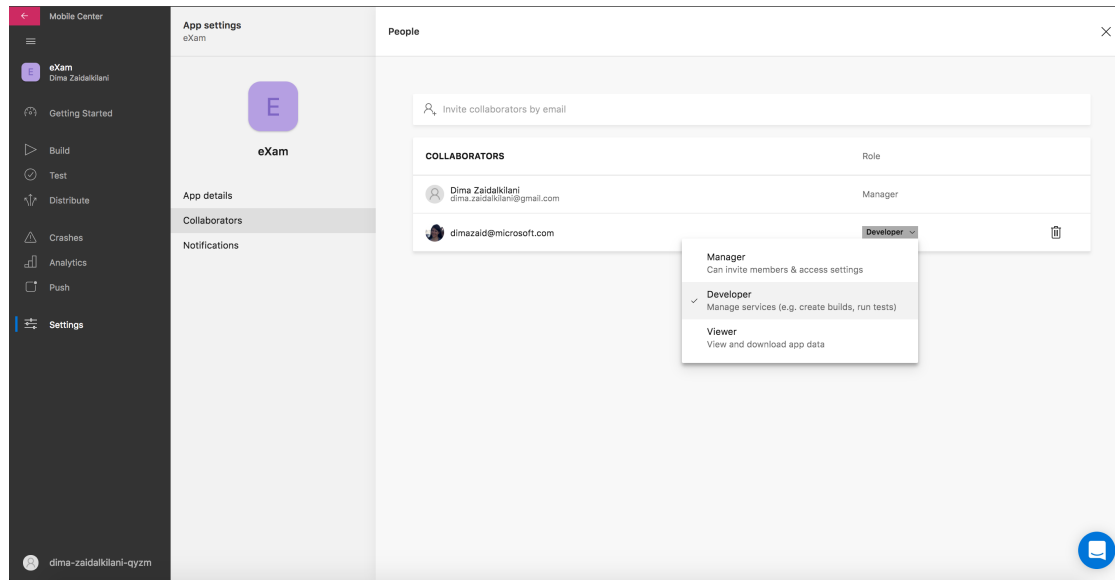 Mobile Center
E
eXam
Dima Zaidalkilani
Getting Started
Build
Test
Distribute
Crashes
Analytics
Push
Settings
dima-zaidalkilani-qyzm
App settings
eXam
E
eXam
App details
Collaborators
Notifications
People
Invite collaborators by email
COLLABORATORS
Role
Dima Zaidalkilani
dima.zaidalkilani@gmail.com
Manager
dimazaid@microsoft.com
Developer
Manager
Can invite members & access settings
Developer
Manage services (e.g. create builds, run tests)
Viewer
View and download app data